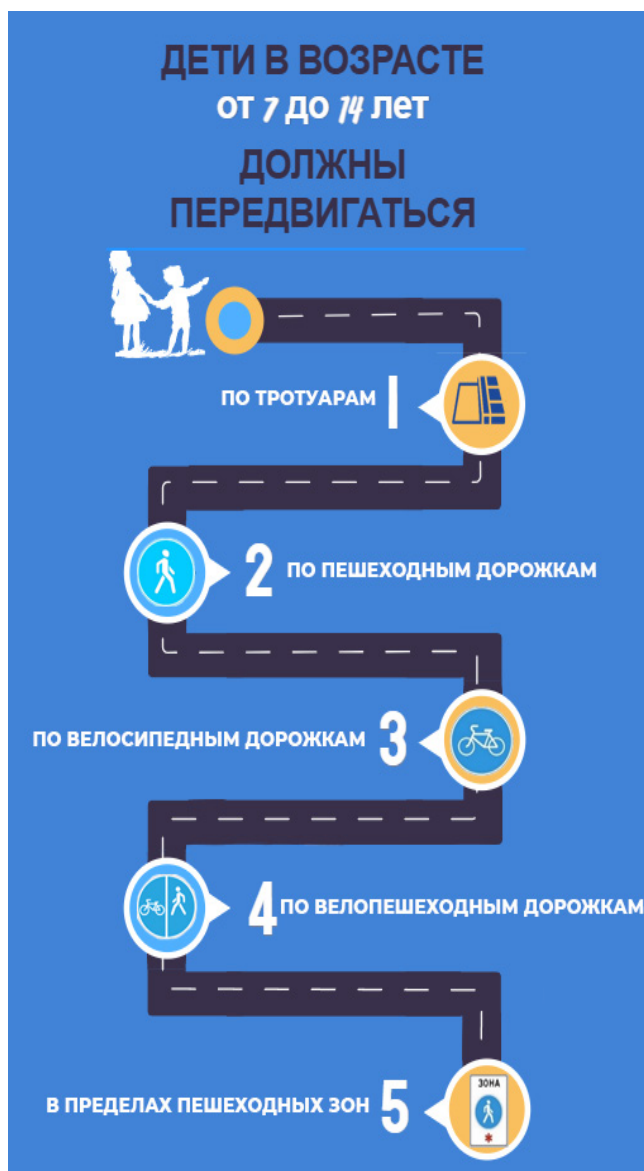 ДЕТИ В ВОЗРАСТЕ
от 7 до 14 лет
ДОЛЖНЫ
ПЕРЕДВИГАТЬСЯ
ПО ТРОТУАРАМ 1
2 ПО ПЕШЕХОДНЫМ ДОРОЖКАМ
ПО ВЕЛОСИПЕДНЫМ ДОРОЖКАМ 3
4 ПО ВЕЛОПЕШЕХОДНЫМ ДОРОЖКАМ
ЗОНА
В ПРЕДЕЛАХ ПЕШЕХОДНЫХ ЗОН 5